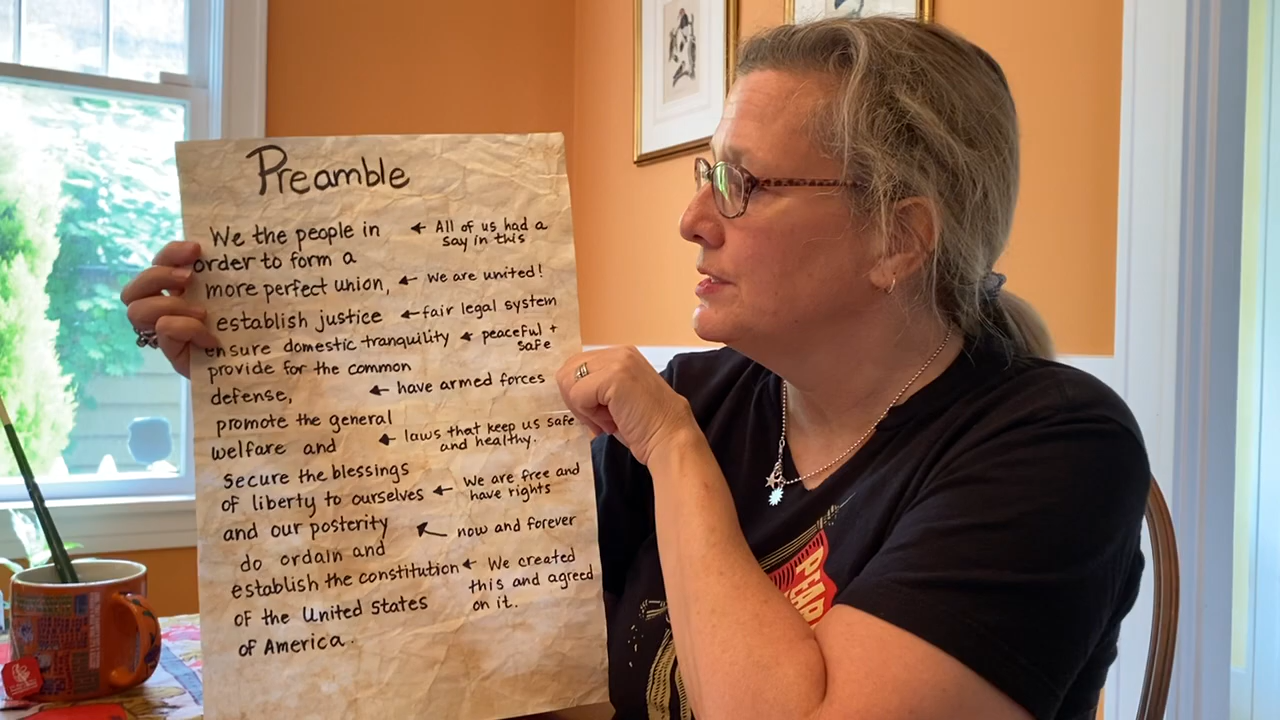 Preamble
We the people in ← All of us had a
say in this
order to form a
more perfect union, ← We are united!
establish justice ← fair legal system
ensure domestic tranquility ← peaceful +
safe
provide for the common
defense, ← have armed forces
promote the general
welfare and ← laws that keep us safe
and healthy.
Secure the blessings
of liberty to ourselves ← We are free and
have rights
and our posterity ← now and forever
do ordain and
establish the constitution ← We created
this and agreed
on it.
of the United States
of America.